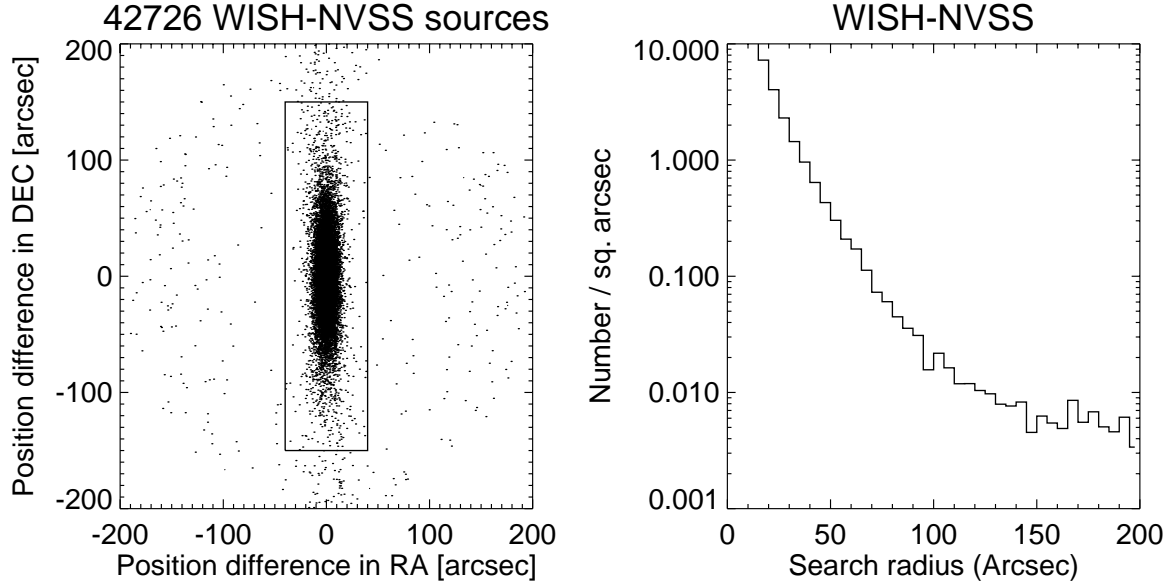 42726 WISH-NVSS sources
Position difference in DEC [arcsec]
200
100
0
-100
-200
-200 -100 0 100 200
Position difference in RA [arcsec]
WISH-NVSS
Number / sq. arcsec
10.000
1.000
0.100
0.010
0.001
0 50 100 150 200
Search radius (Arcsec)